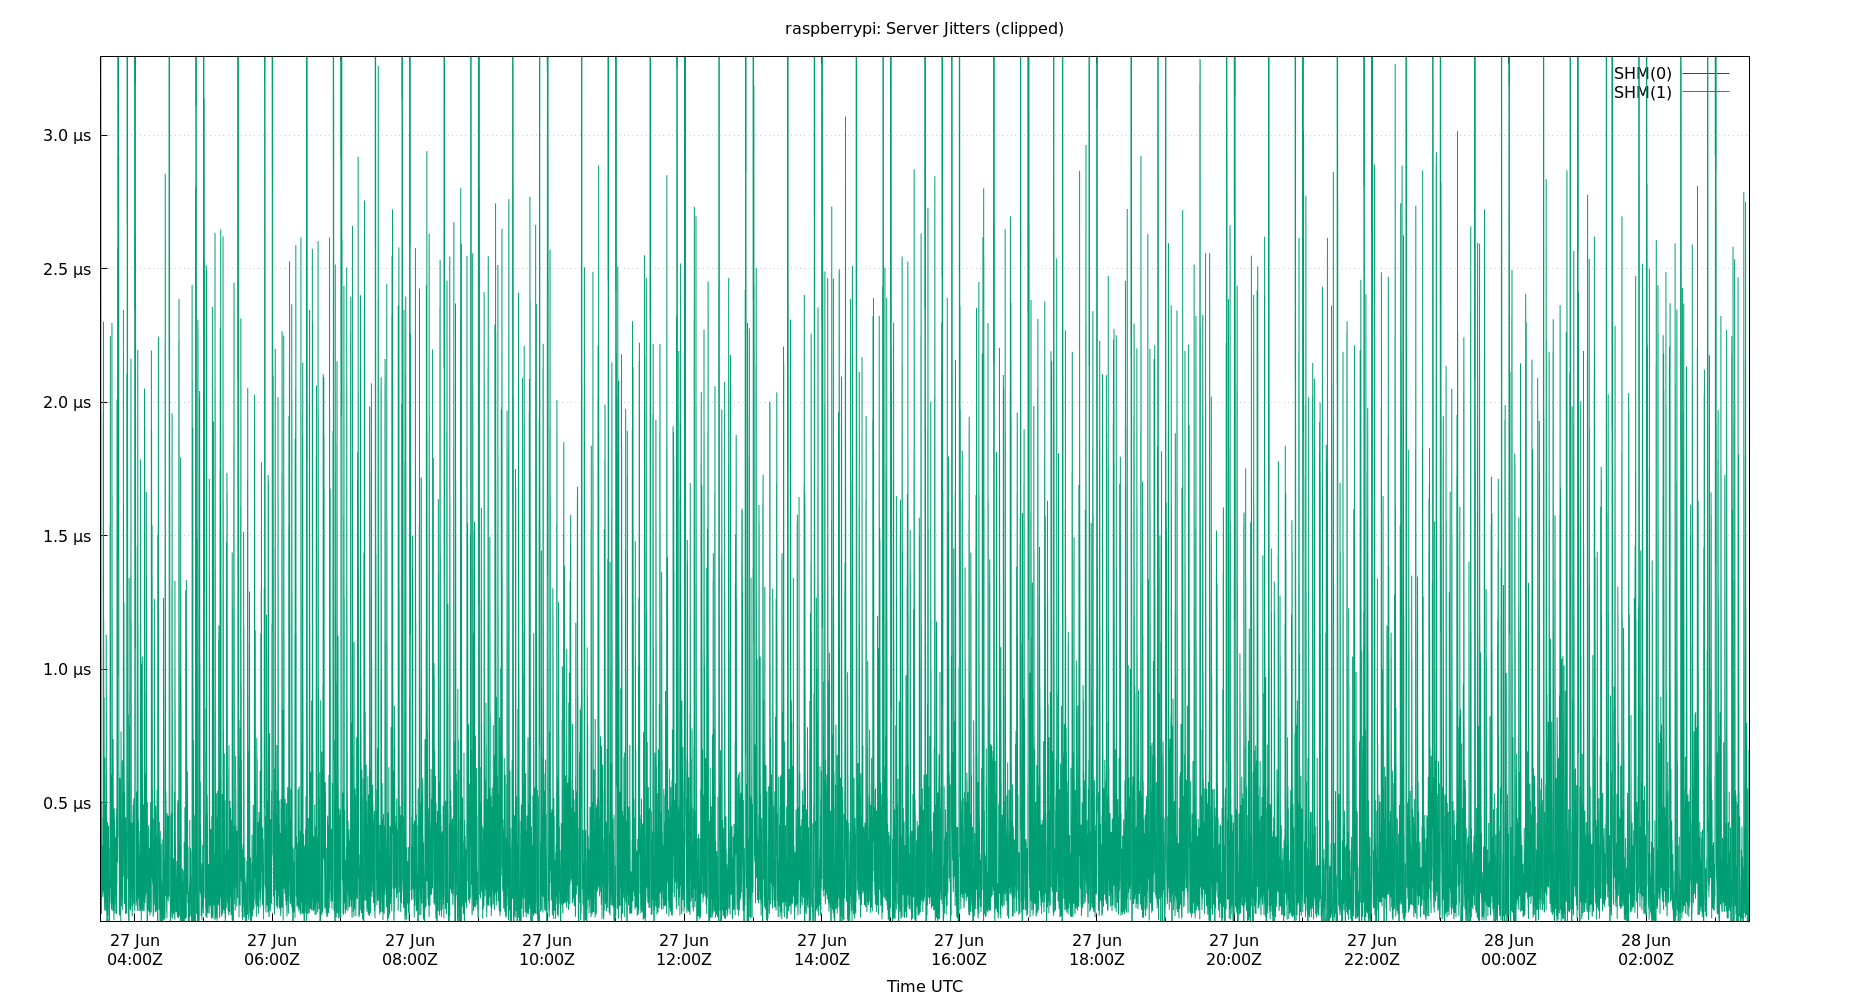 raspberrypi: Server Jitters (clipped)
SHM(0)
SHM(1)
3.0 µs
2.5 µs
2.0 µs
1.5 µs
1.0 µs
0.5 µs
27 Jun 27 Jun 27 Jun 27 Jun 27 Jun 27 Jun 27 Jun 27 Jun 27 Jun 27 Jun 28 Jun 28 Jun
04:00Z 06:00Z 08:00Z 10:00Z 12:00Z 14:00Z 16:00Z 18:00Z 20:00Z 22:00Z 00:00Z 02:00Z
Time UTC